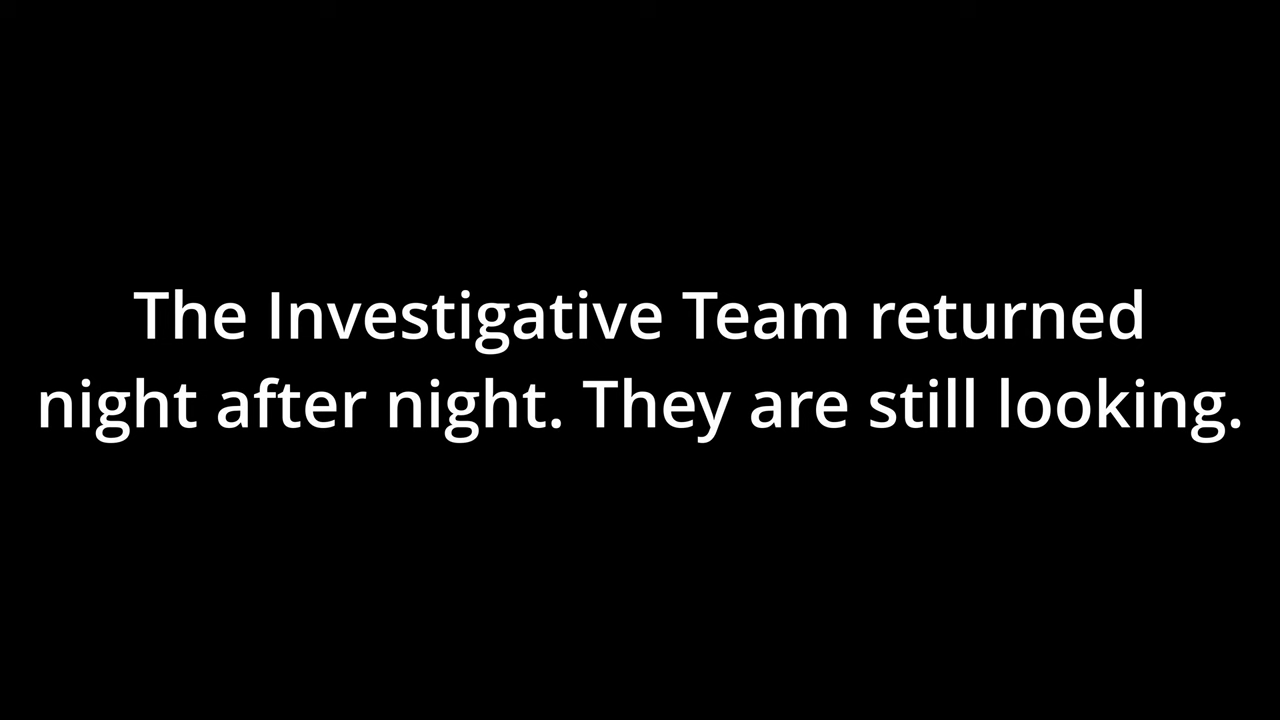 The Investigative Team returned
night after night. They are still looking.